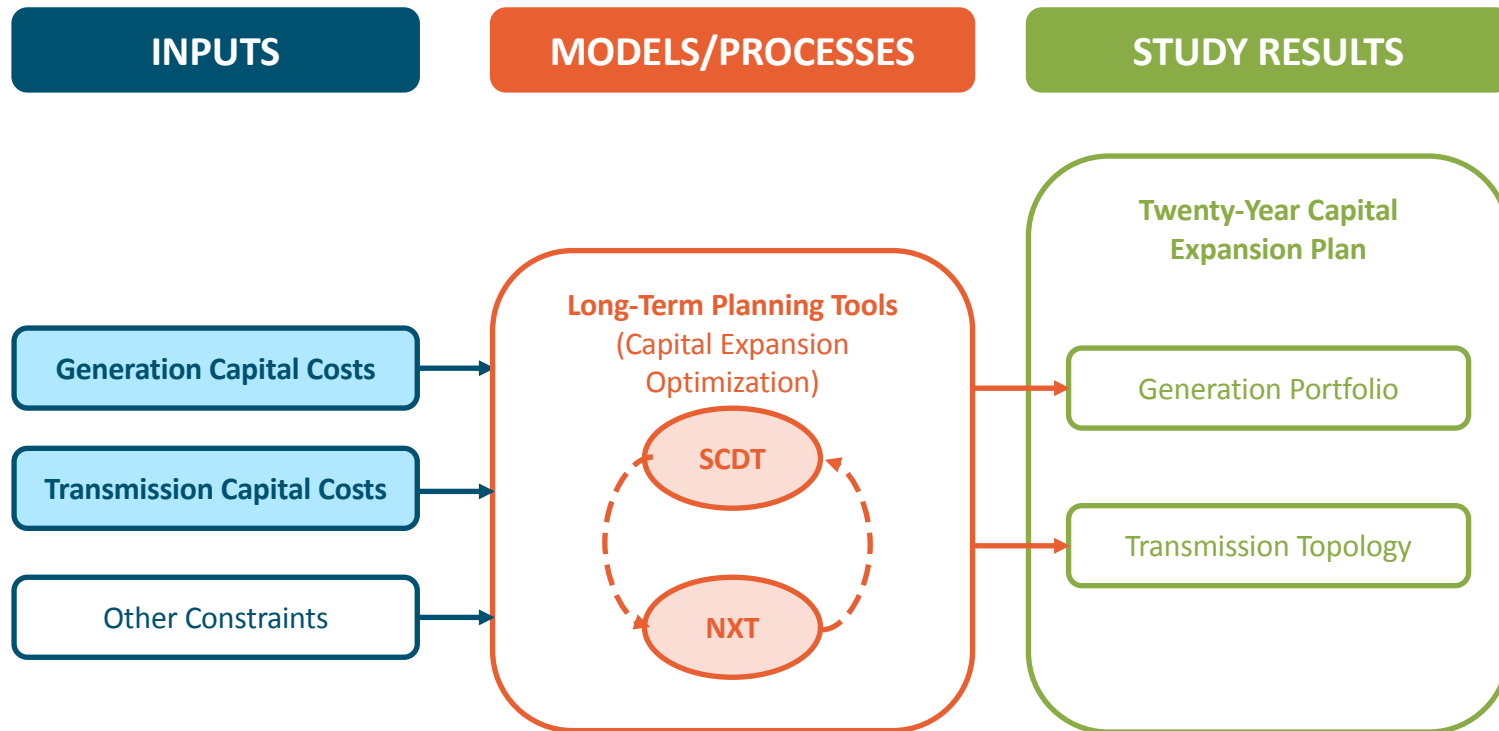 INPUTS
MODELS/PROCESSES
STUDY RESULTS
Generation Capital Costs
Transmission Capital Costs
Other Constraints
Long-Term Planning Tools
(Capital Expansion
Optimization)
SCDT
NXT
Twenty-Year Capital
Expansion Plan
Generation Portfolio
Transmission Topology